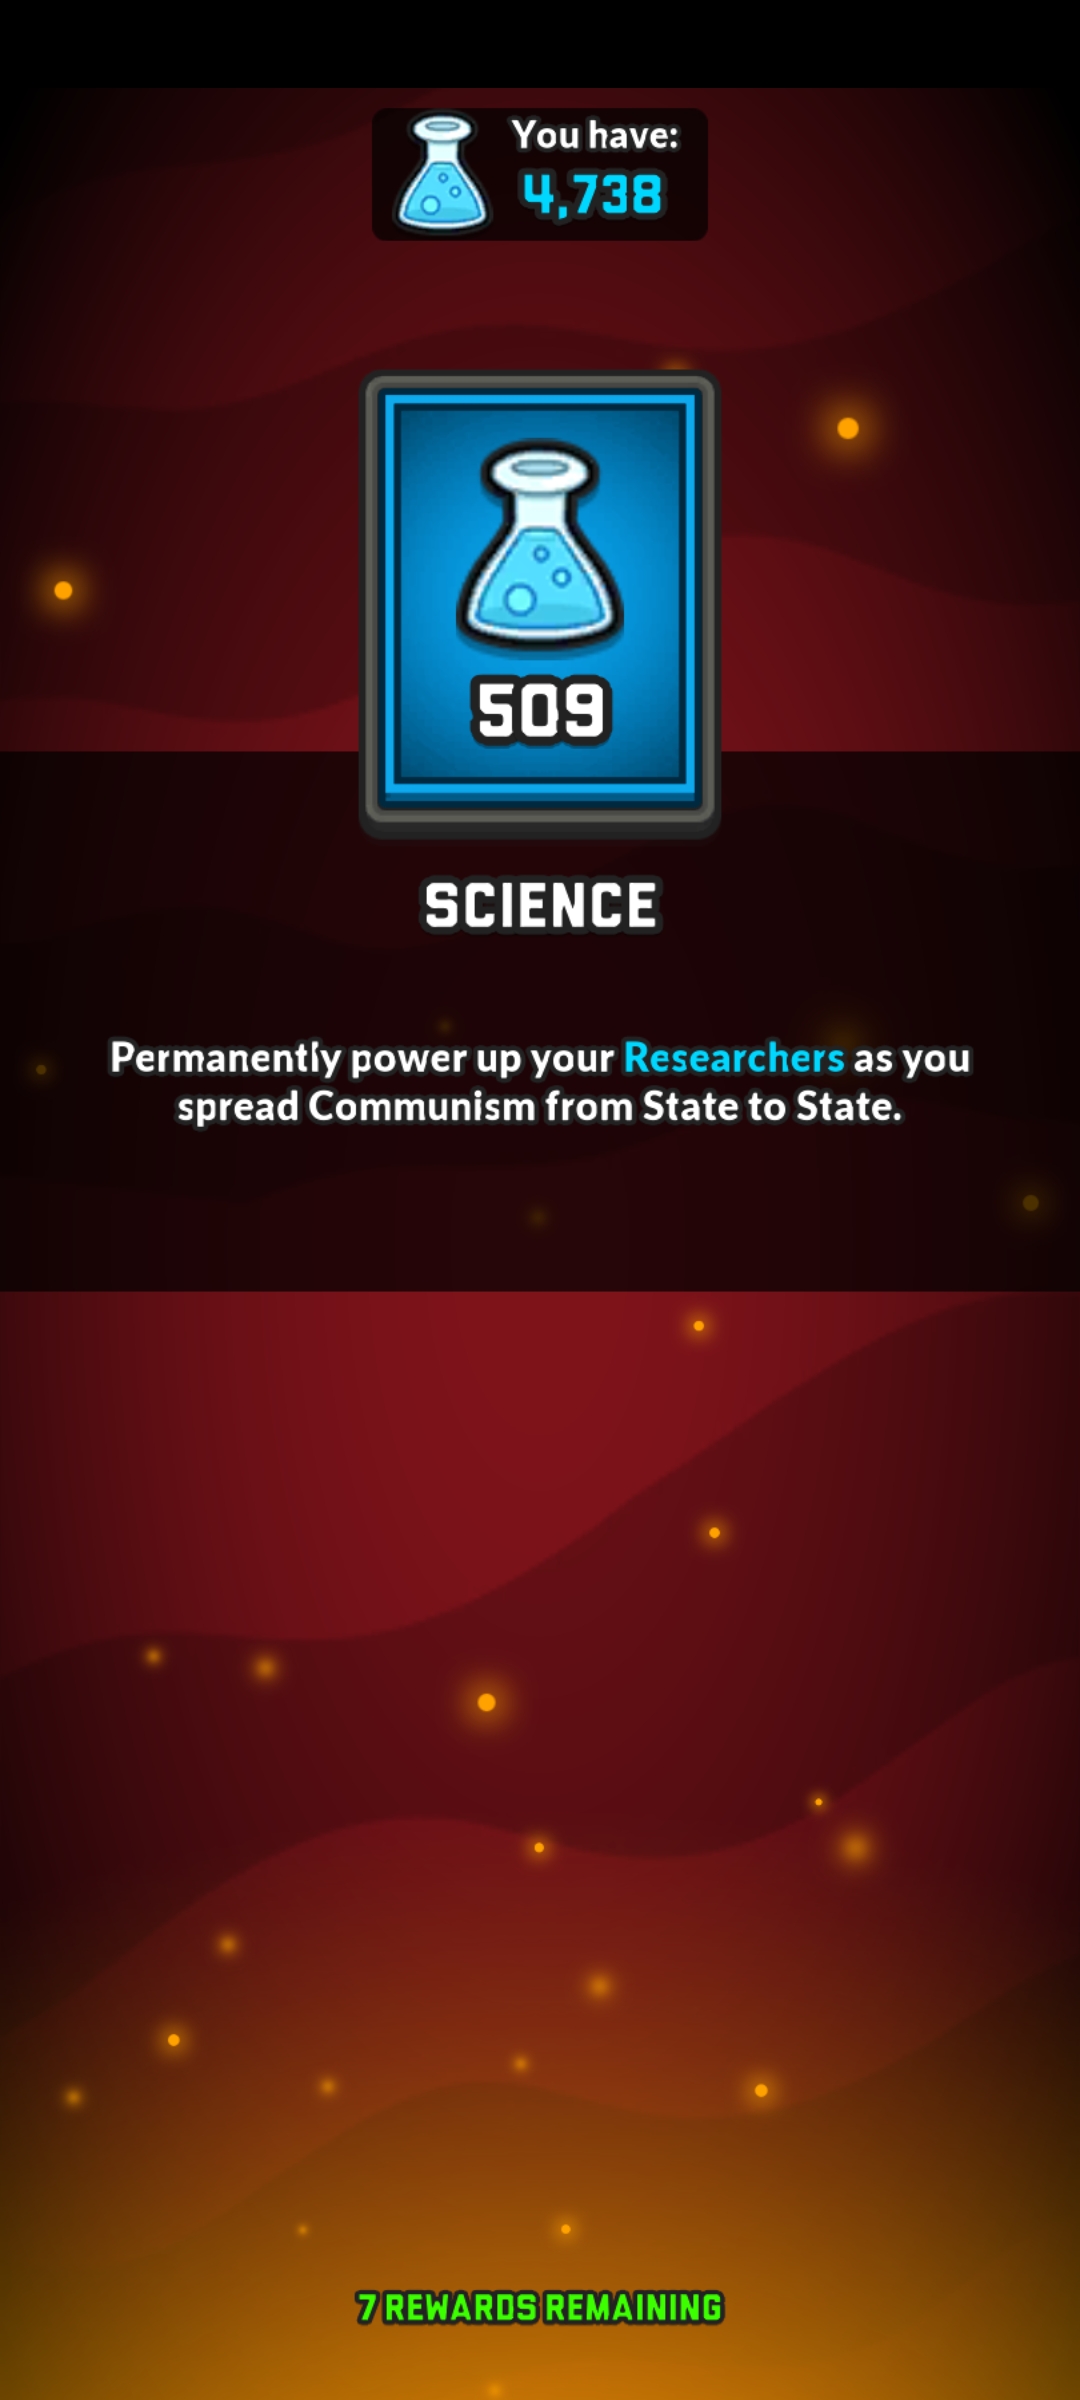 You have:
4,738
509
SCIENCE
Permanently power up your Researchers as you
spread Communism from State to State.
7 REWARDS REMAINING